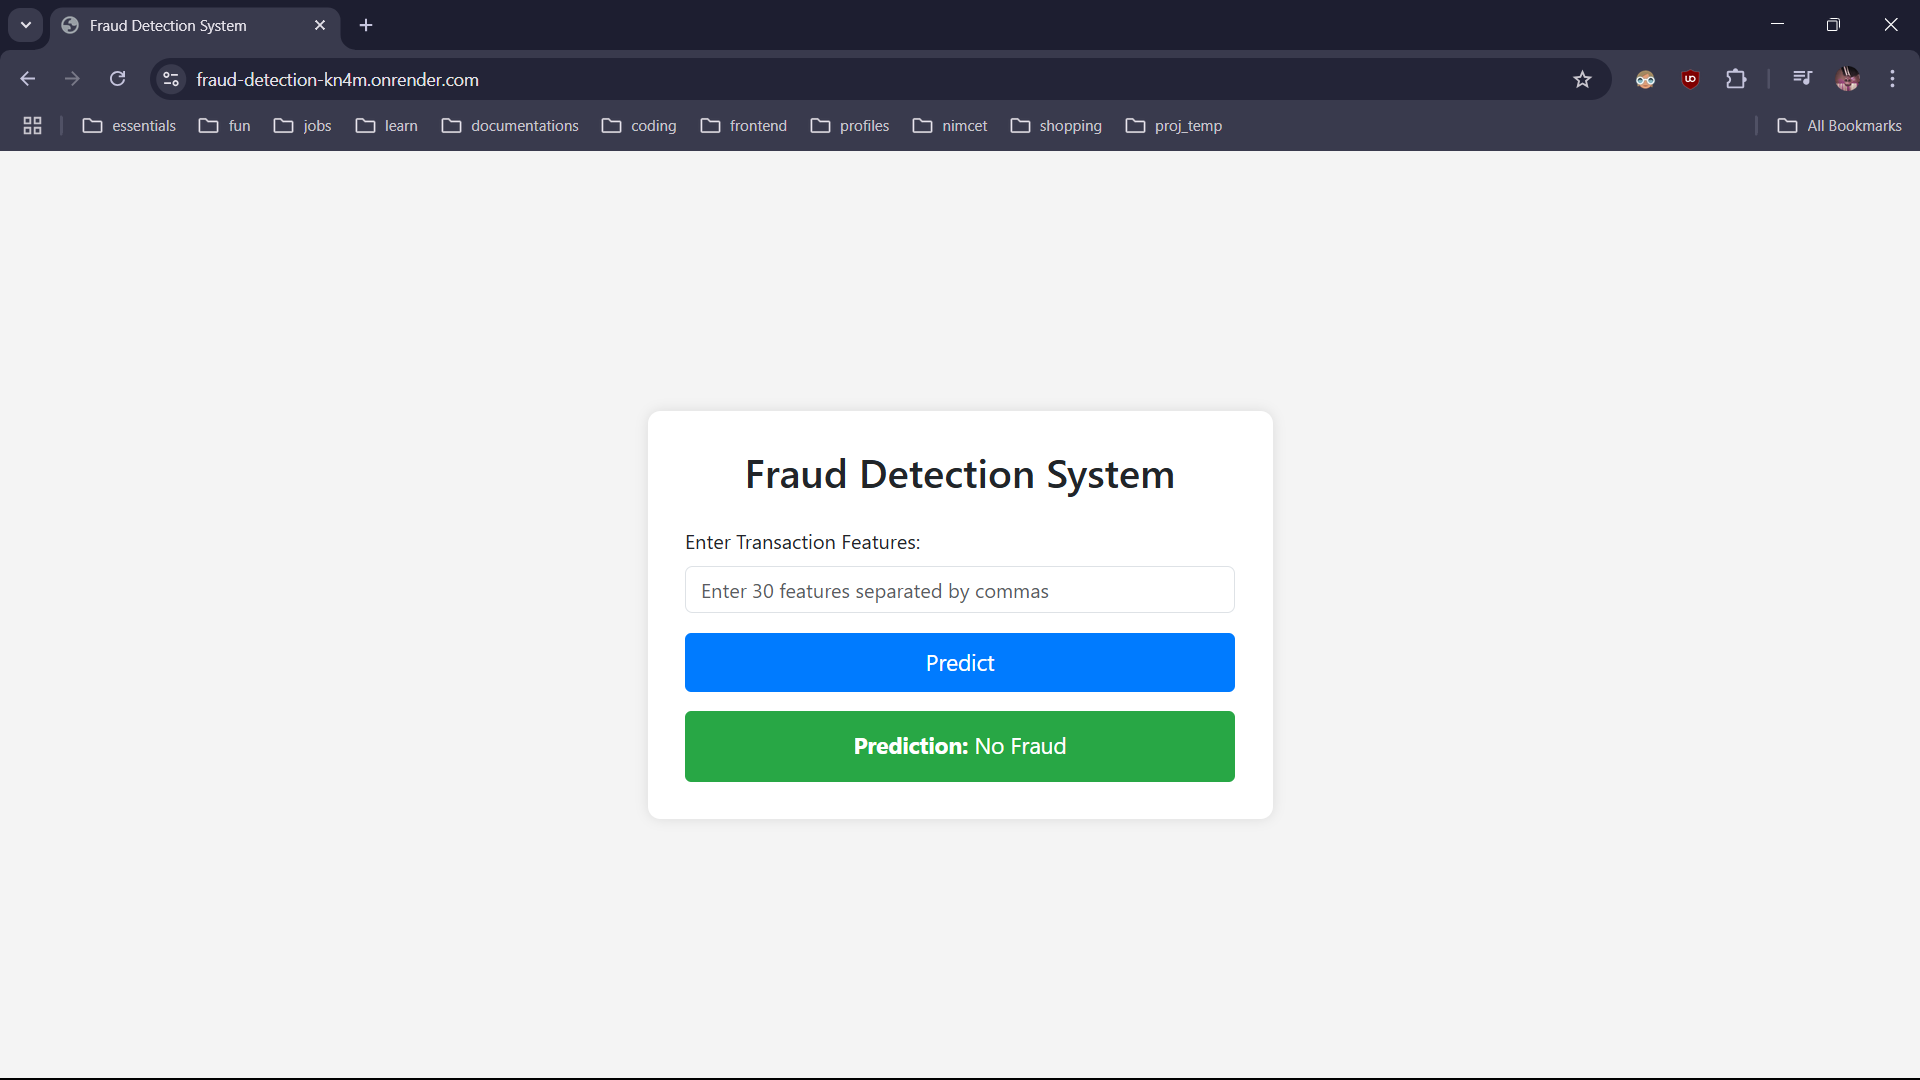 Fraud Detection System
fraud-detection-kn4m.onrender.com
essentials fun jobs learn documentations coding frontend profiles nimcet shopping proj_temp All Bookmarks
Fraud Detection System
Enter Transaction Features:
Enter 30 features separated by commas
Predict
Prediction: No Fraud